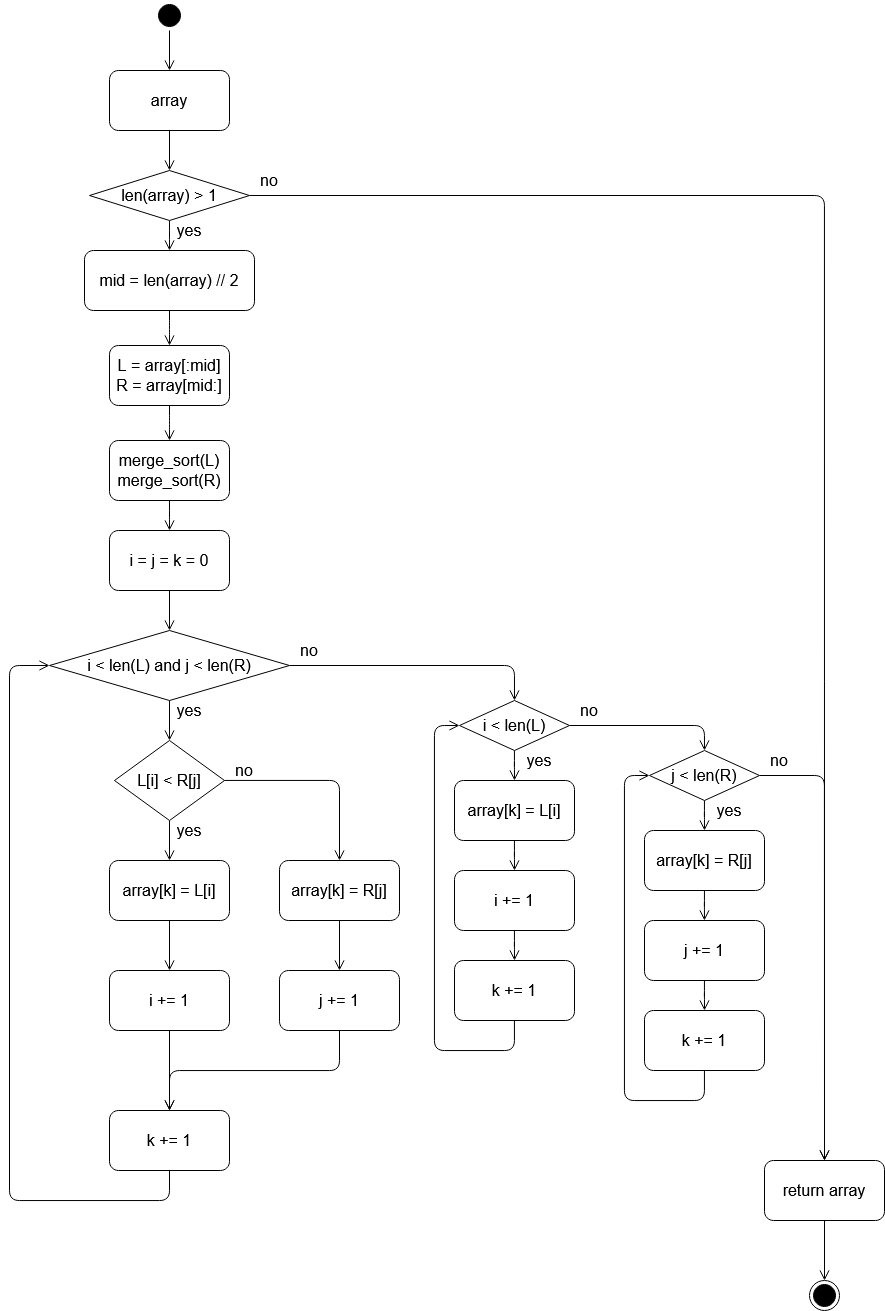 array
len(array) > 1
no
yes
mid = len(array) // 2
L = array[:mid]
R = array[mid:]
merge_sort(L)
merge_sort(R)
i = j = k = 0
i < len(L) and j < len(R)
no
yes
L[i] < R[j]
no
yes
array[k] = L[i]
array[k] = R[j]
i += 1
j += 1
k += 1
i < len(L)
no
yes
array[k] = L[i]
i += 1
k += 1
j < len(R)
no
yes
array[k] = R[j]
j += 1
k += 1
return array